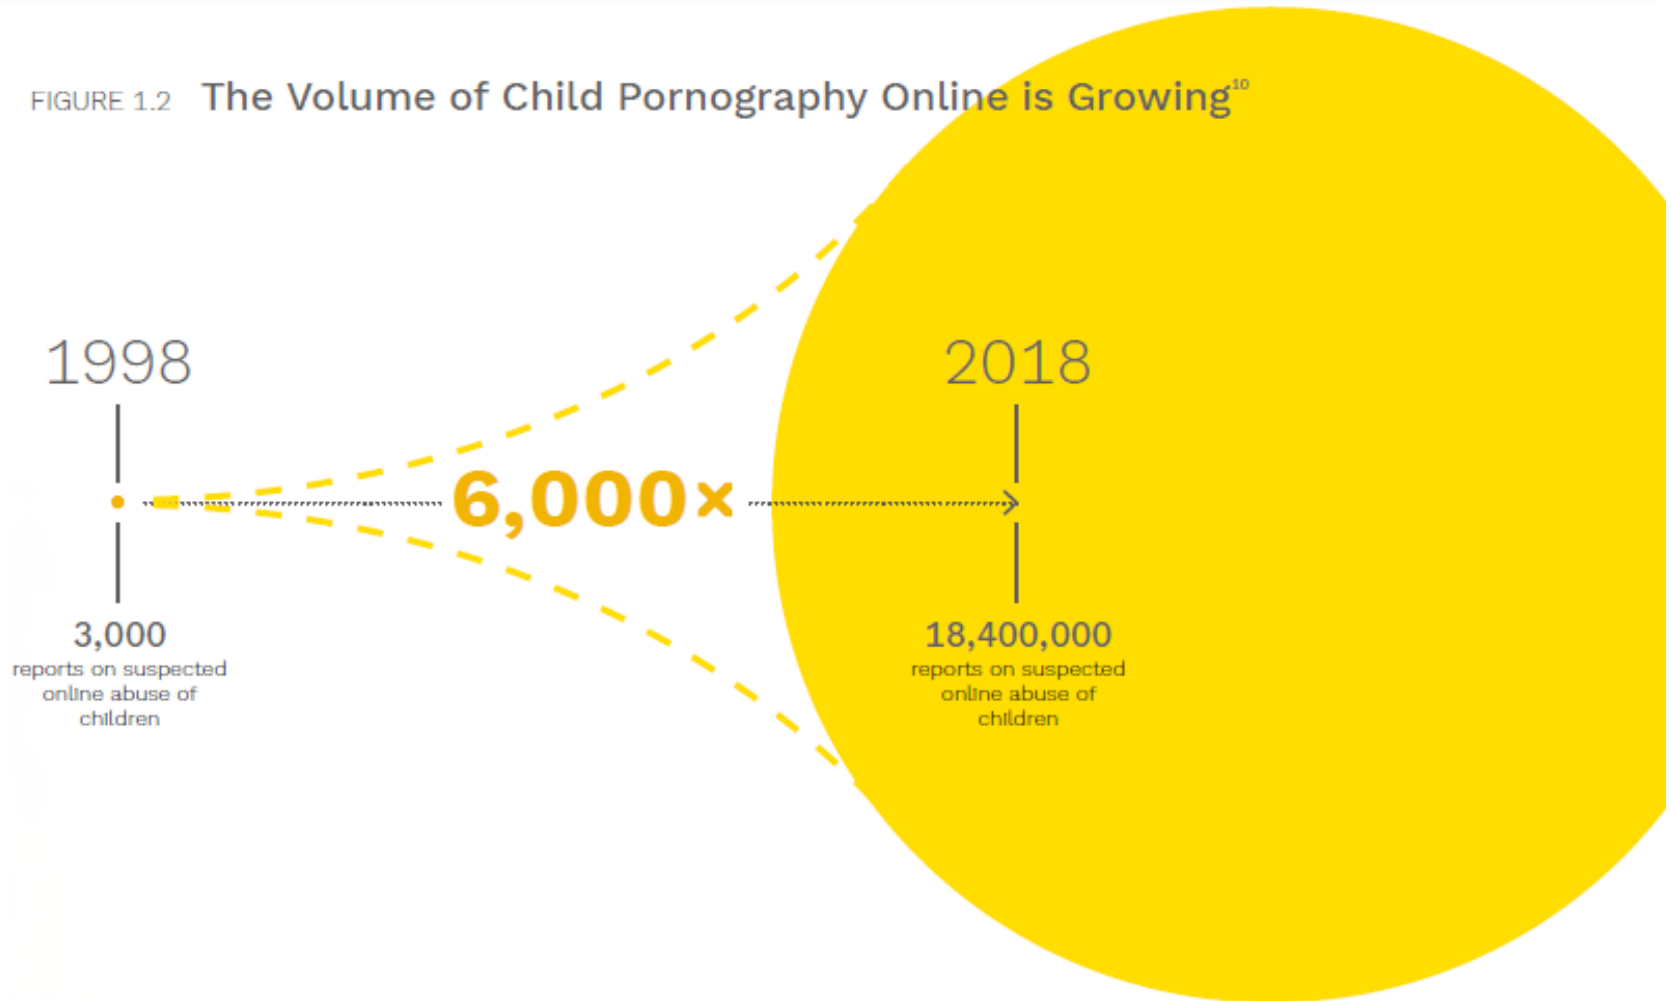 FIGURE 1.2 The Volume of Child Pornography Online is Growing¹⁰
1998
2018
6,000×
3,000
reports on suspected
online abuse of
children
18,400,000
reports on suspected
online abuse of
children